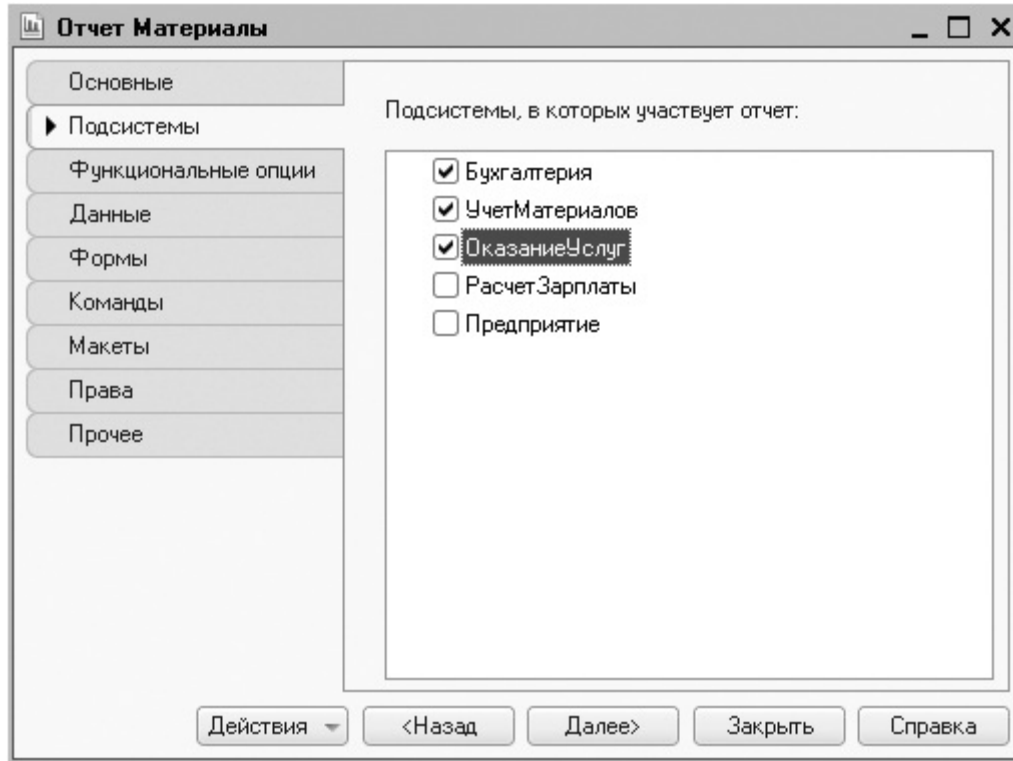 Отчет Материалы
Основные
Подсистемы
Функциональные опции
Данные
Формы
Команды
Макеты
Права
Прочее
Подсистемы, в которых участвует отчет:
Бухгалтерия
УчетМатериалов
ОказаниеУслуг
РасчетЗарплаты
Предприятие
Действия <Назад Далее> Закрыть Справка